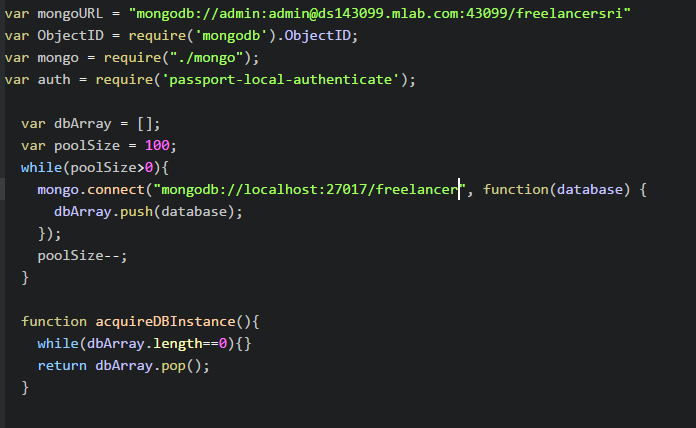 var mongoURL = "mongodb://admin:admin@ds143099.mlab.com:43099/freelancersri"
var ObjectID = require('mongodb').ObjectID;
var mongo = require("./mongo");
var auth = require('passport-local-authenticate');
var dbArray = [];
var poolSize = 100;
while(poolSize>0){
mongo.connect("mongodb://localhost:27017/freelancer", function(database) {
dbArray.push(database);
});
poolSize--;
}
function acquireDBInstance(){
while(dbArray.length==0){}
return dbArray.pop();
}